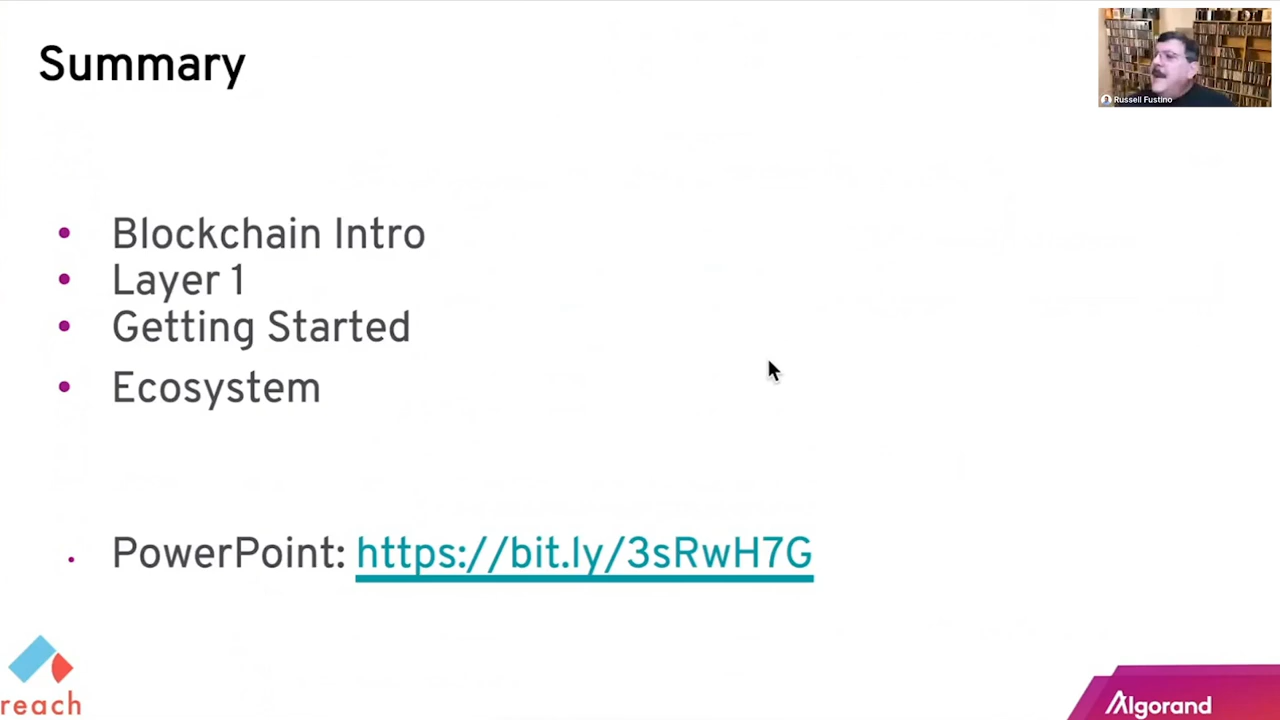 Summary
Russell Fustino
• Blockchain Intro
• Layer 1
• Getting Started
• Ecosystem
• PowerPoint: https://bit.ly/3sRwH7G
reach
Algorand